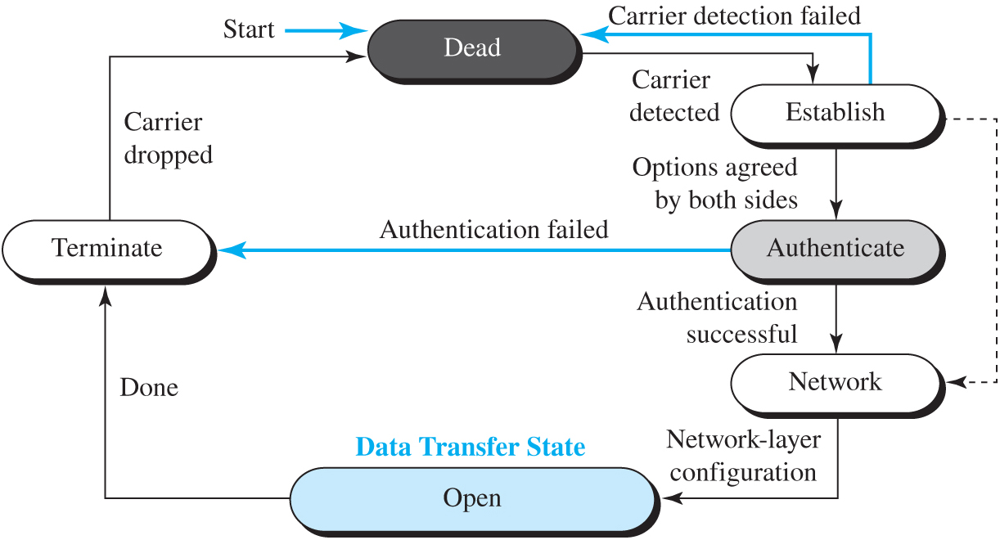 Carrier detection failed
Start
Dead
Carrier
detected
Establish
Carrier
dropped
Options agreed
by both sides
Authentication failed
Terminate
Authenticate
Authentication
successful
Network
Done
Data Transfer State
Network-layer
configuration
Open